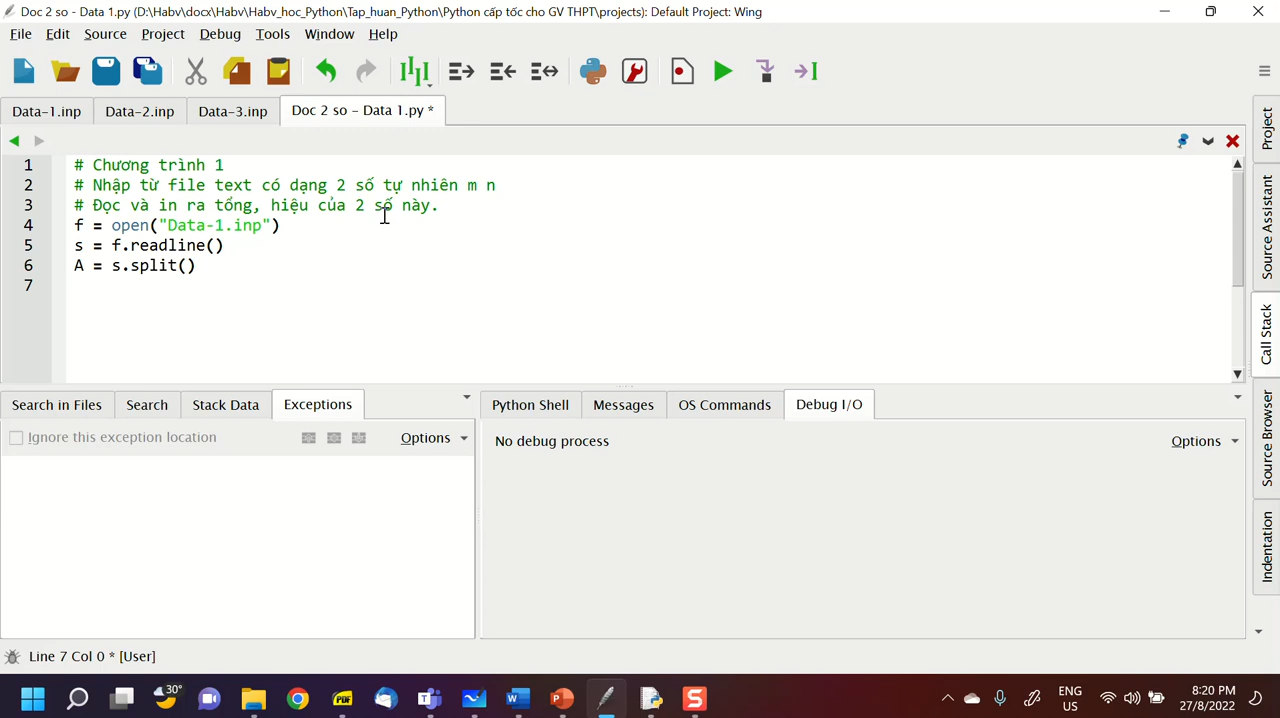 Doc 2 so - Data 1.py (D:\Habv\docx\Habv\Habv_hoc_Python\Tap_huan_Python\Python cấp tốc cho GV THPT\projects): Default Project: Wing
File Edit Source Project Debug Tools Window Help
Data-1.inp Data-2.inp Data-3.inp Doc 2 so - Data 1.py *
1 # Chương trình 1
2 # Nhập từ file text có dạng 2 số tự nhiên m n
3 # Đọc và in ra tổng, hiệu của 2 số này.
4 f = open("Data-1.inp")
5 s = f.readline()
6 A = s.split()
7
Project
Source Assistant
Call Stack
Source Browser
Indentation
Search in Files Search Stack Data Exceptions
Ignore this exception location Options
Python Shell Messages OS Commands Debug I/O
No debug process Options
Line 7 Col 0 * [User]
30°
PDF
W
P
T
S
ENG
US
8:20 PM
27/8/2022